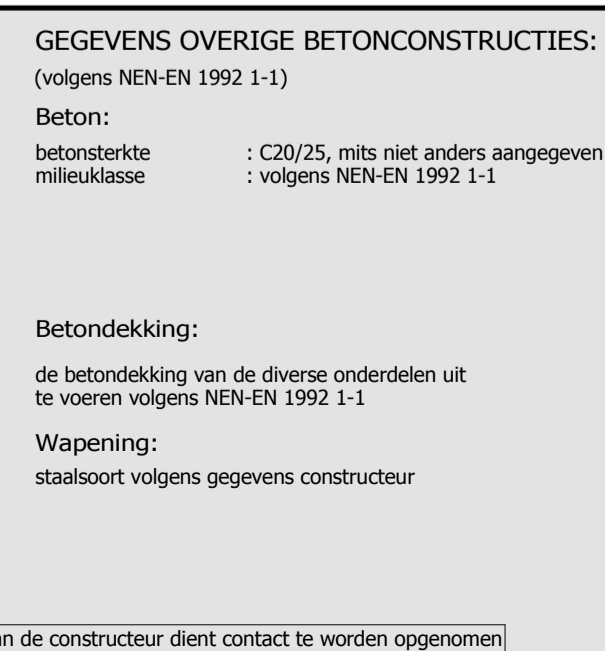 GEGEVENS OVERIGE BETONCONSTRUCTIES:
(volgens NEN-EN 1992 1-1)
Beton:
betonsterkte : C20/25, mits niet anders aangegeven
milieuklasse : volgens NEN-EN 1992 1-1
Betondekking:
de betondekking van de diverse onderdelen uit
te voeren volgens NEN-EN 1992 1-1
Wapening:
staalsoort volgens gegevens constructeur
de constructeur dient contact te worden opgenomen